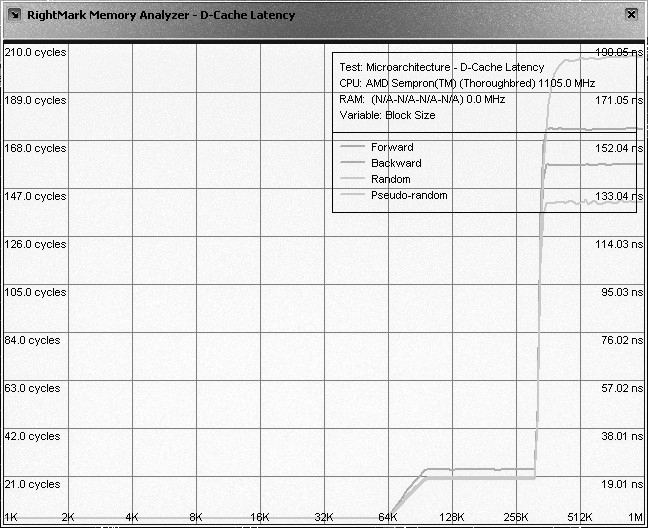 RightMark Memory Analyzer - D-Cache Latency
210.0 cycles
190.05 ns
Test: Microarchitecture - D-Cache Latency
CPU: AMD Sempron(TM) (Thoroughbred) 1105.0 MHz
189.0 cycles
171.05 ns
RAM: (N/A-N/A-N/A-N/A) 0.0 MHz
Variable: Block Size
168.0 cycles
152.04 ns
Forward
Backward
Random
Pseudo-random
147.0 cycles
133.04 ns
126.0 cycles
114.03 ns
105.0 cycles
95.03 ns
84.0 cycles
76.02 ns
63.0 cycles
57.02 ns
42.0 cycles
38.01 ns
21.0 cycles
19.01 ns
1K 2K 4K 8K 16K 32K 64K 128K 256K 512K 1M